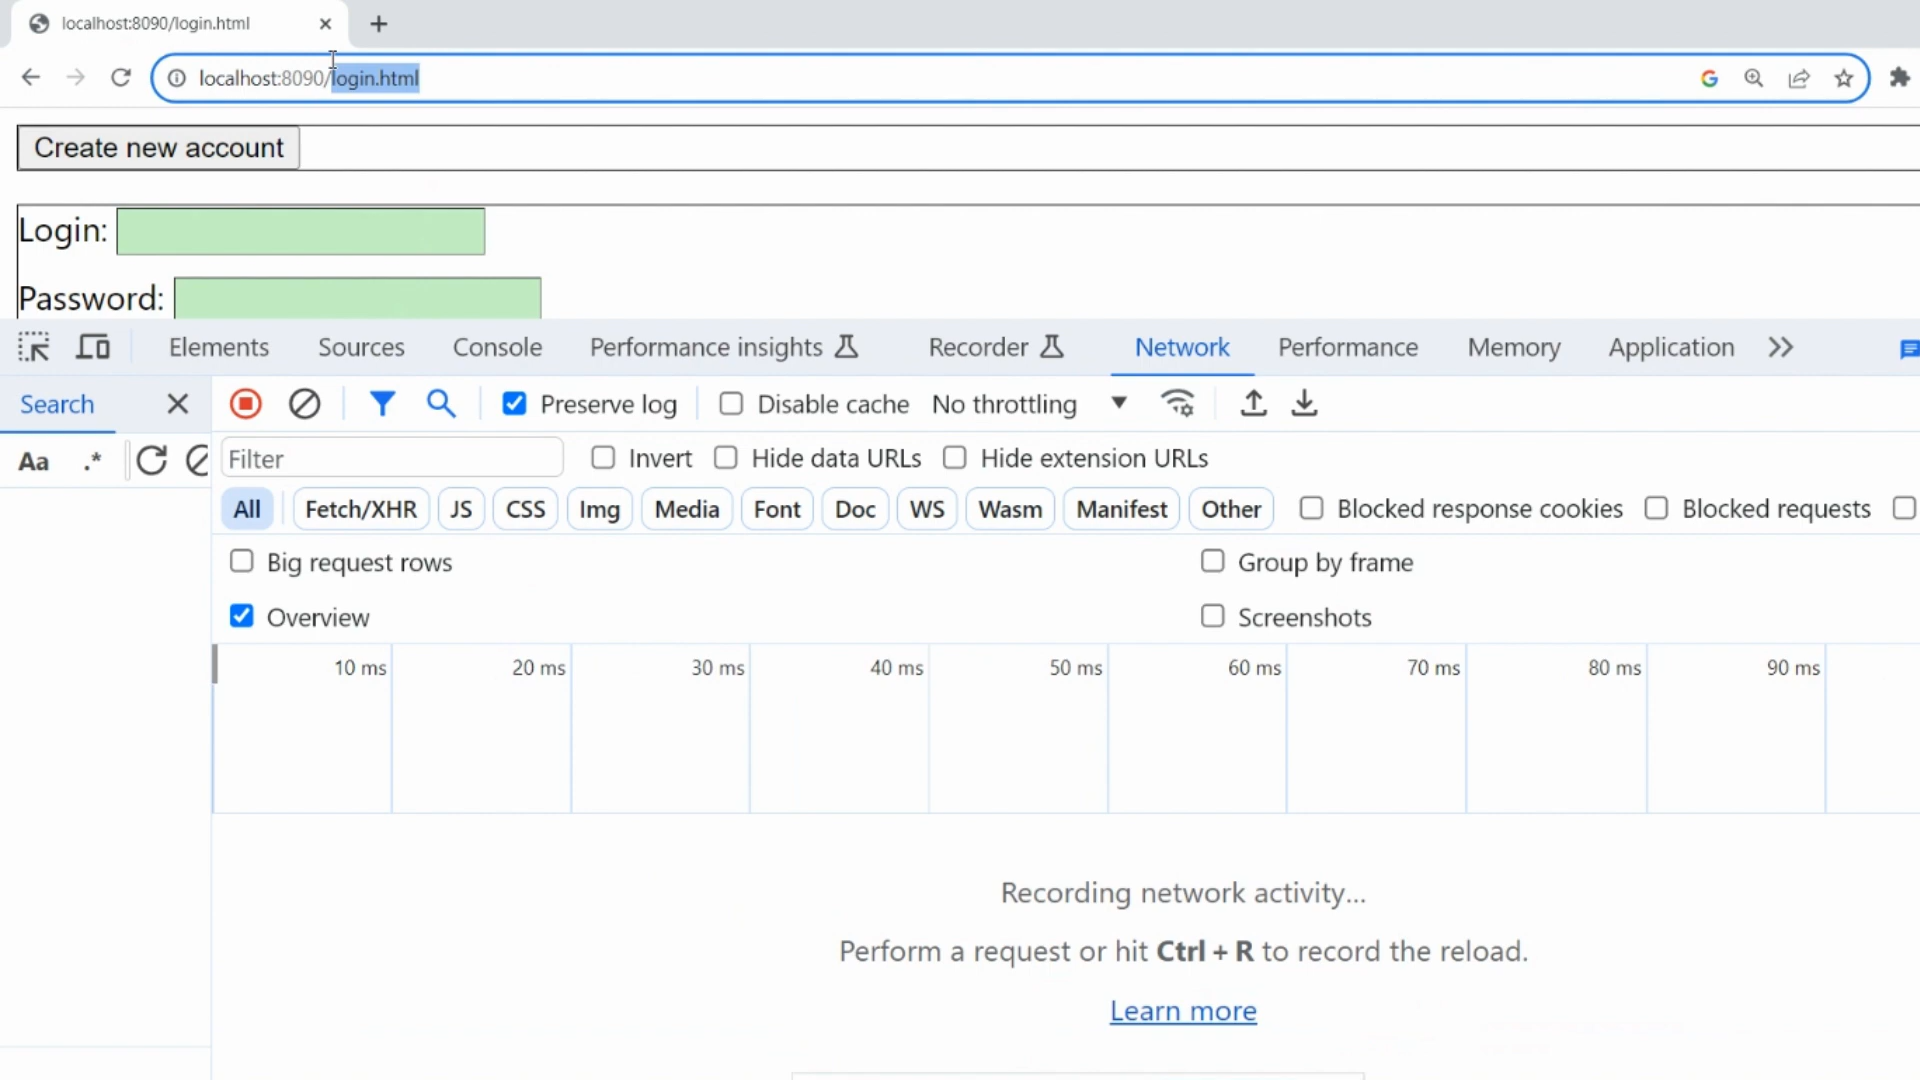 localhost:8090/login.html
localhost:8090/login.html
Create new account
Login:
Password:
Elements Sources Console Performance insights Recorder Network Performance Memory Application
Search
Preserve log Disable cache No throttling
Aa .*
Filter Invert Hide data URLs Hide extension URLs
All Fetch/XHR JS CSS Img Media Font Doc WS Wasm Manifest Other Blocked response cookies Blocked requests
Big request rows Group by frame
Overview Screenshots
10 ms 20 ms 30 ms 40 ms 50 ms 60 ms 70 ms 80 ms 90 ms
Recording network activity...
Perform a request or hit Ctrl + R to record the reload.
Learn more